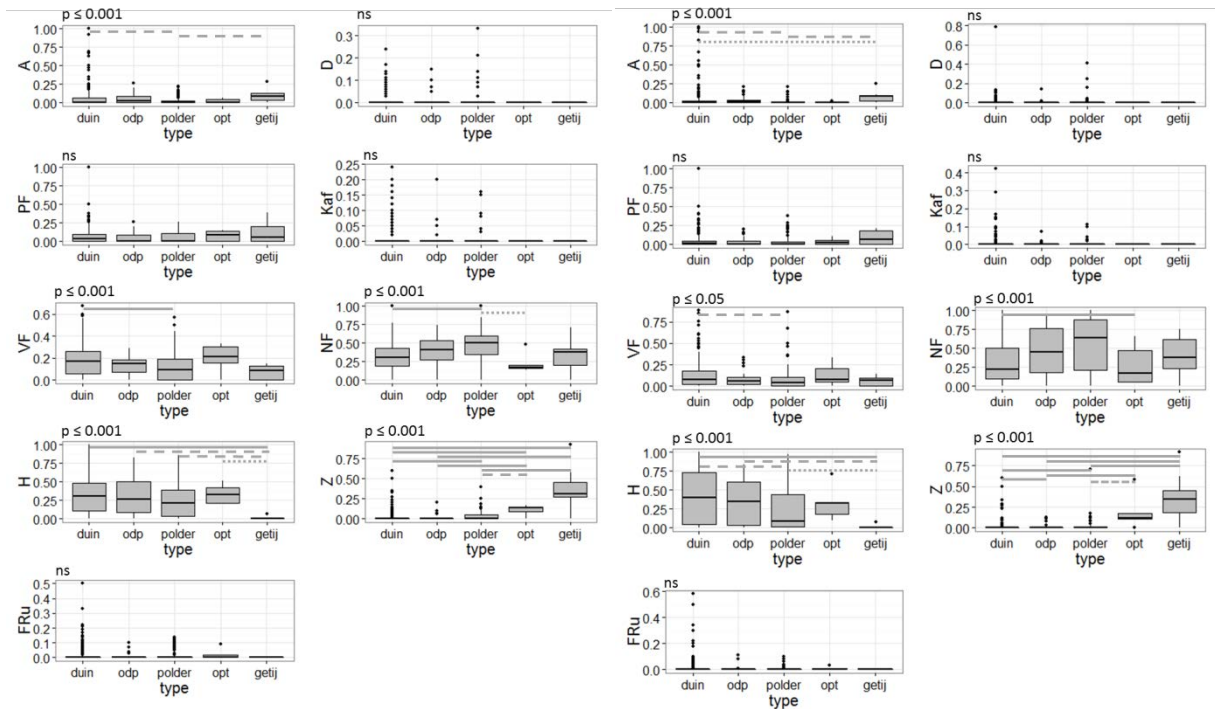 p ≤ 0.001
A
1.00
0.75
0.50
0.25
0.00
duin odp polder opt getij
type
ns
D
0.3
0.2
0.1
0.0
duin odp polder opt getij
type
ns
PF
1.00
0.75
0.50
0.25
0.00
duin odp polder opt getij
type
ns
Kaf
0.25
0.20
0.15
0.10
0.05
0.00
duin odp polder opt getij
type
p ≤ 0.001
VF
0.6
0.4
0.2
0.0
duin odp polder opt getij
type
p ≤ 0.001
NF
1.00
0.75
0.50
0.25
0.00
duin odp polder opt getij
type
p ≤ 0.001
H
1.00
0.75
0.50
0.25
0.00
duin odp polder opt getij
type
p ≤ 0.001
Z
0.75
0.50
0.25
0.00
duin odp polder opt getij
type
ns
FRu
0.5
0.4
0.3
0.2
0.1
0.0
duin odp polder opt getij
type
p ≤ 0.001
A
1.00
0.75
0.50
0.25
0.00
duin odp polder opt getij
type
ns
D
0.8
0.6
0.4
0.2
0.0
duin odp polder opt getij
type
ns
PF
1.00
0.75
0.50
0.25
0.00
duin odp polder opt getij
type
ns
Kaf
0.4
0.3
0.2
0.1
0.0
duin odp polder opt getij
type
p ≤ 0.05
VF
0.75
0.50
0.25
0.00
duin odp polder opt getij
type
p ≤ 0.001
NF
1.00
0.75
0.50
0.25
0.00
duin odp polder opt getij
type
p ≤ 0.001
H
1.00
0.75
0.50
0.25
0.00
duin odp polder opt getij
type
p ≤ 0.001
Z
0.75
0.50
0.25
0.00
duin odp polder opt getij
type
ns
FRu
0.6
0.4
0.2
0.0
duin odp polder opt getij
type